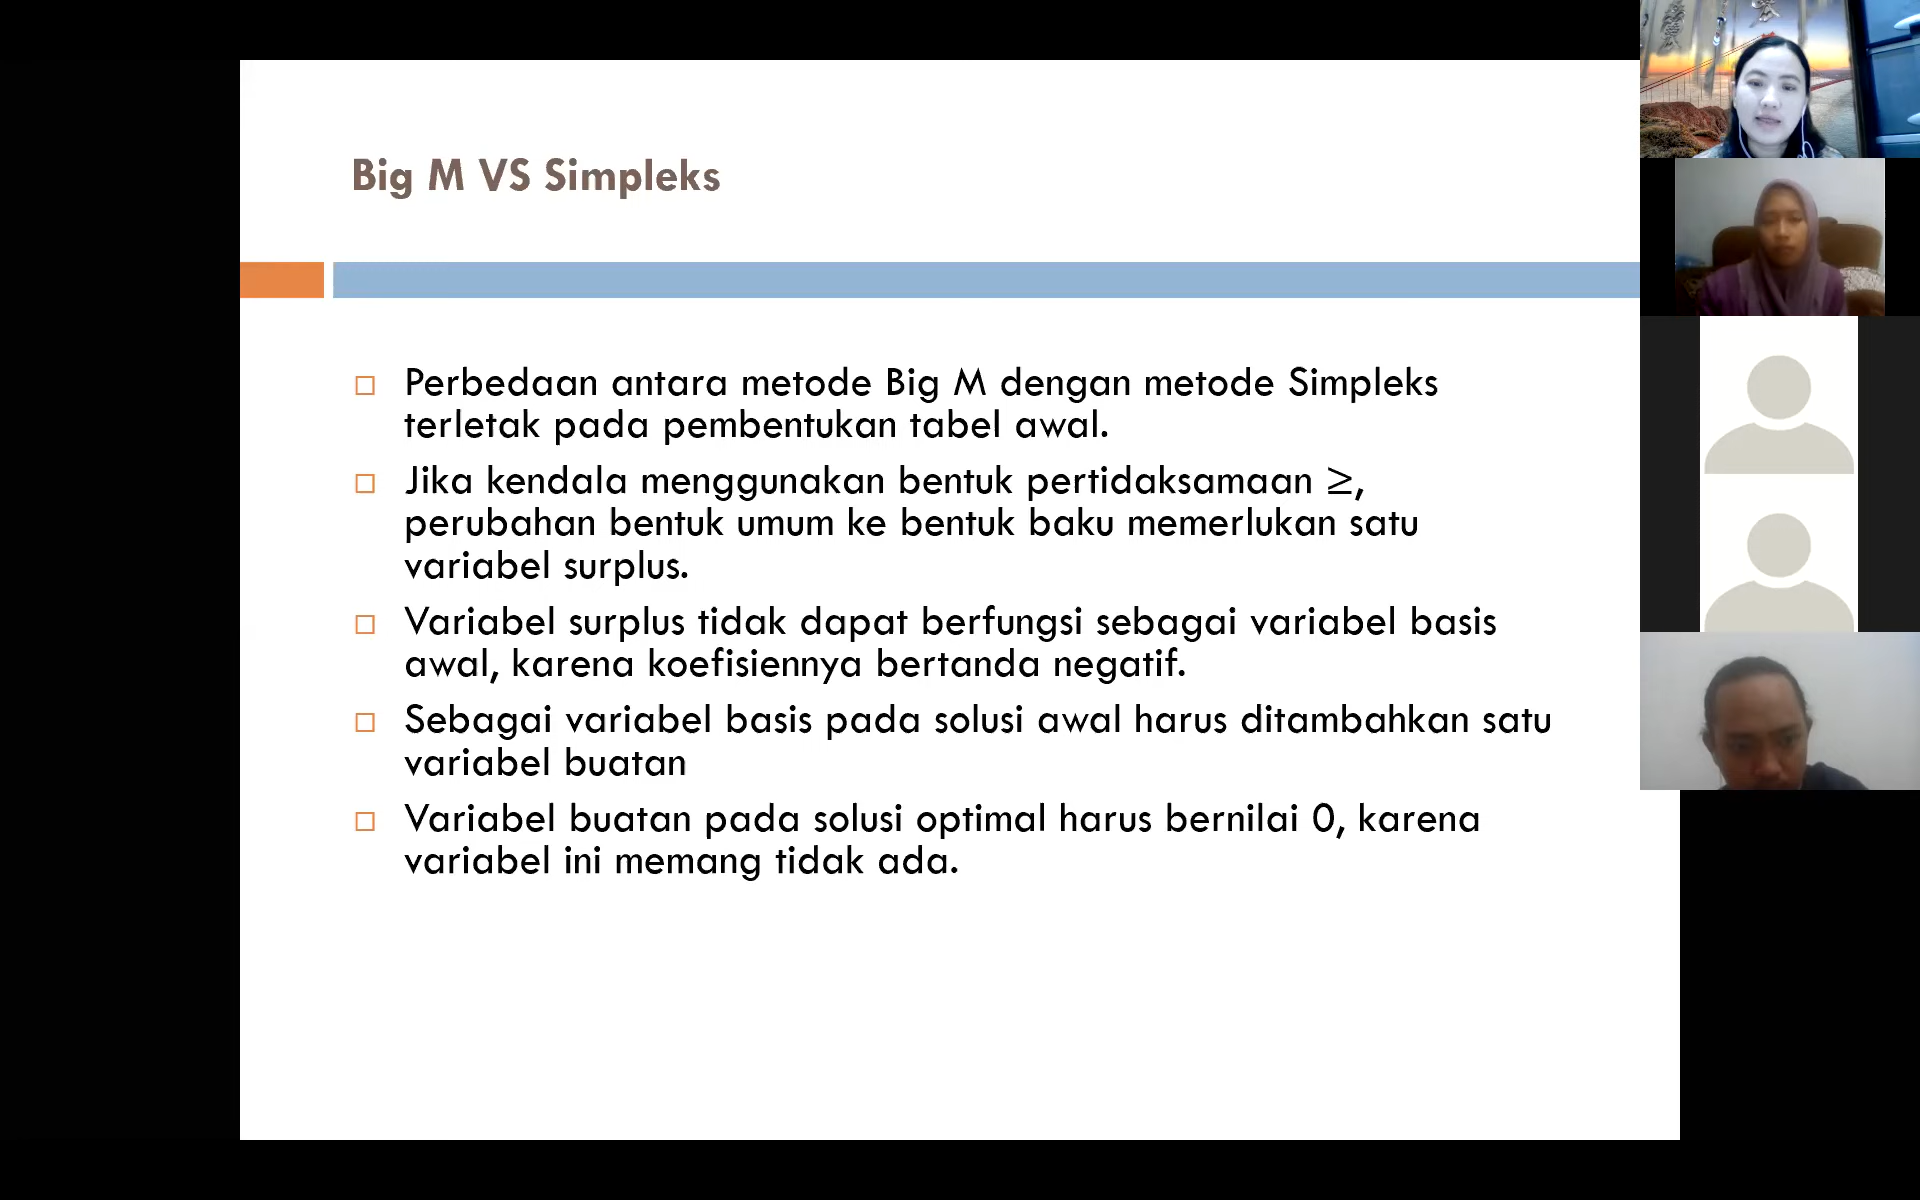 Big M VS Simpleks
□ Perbedaan antara metode Big M dengan metode Simpleks
terletak pada pembentukan tabel awal.
□ Jika kendala menggunakan bentuk pertidaksamaan ≥,
perubahan bentuk umum ke bentuk baku memerlukan satu
variabel surplus.
□ Variabel surplus tidak dapat berfungsi sebagai variabel basis
awal, karena koefisiennya bertanda negatif.
□ Sebagai variabel basis pada solusi awal harus ditambahkan satu
variabel buatan
□ Variabel buatan pada solusi optimal harus bernilai 0, karena
variabel ini memang tidak ada.